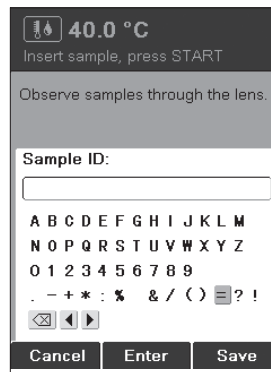 40.0 °C
Insert sample, press START
Observe samples through the lens.
Sample ID:
A B C D E F G H I J K L M
N O P Q R S T U V W X Y Z
0 1 2 3 4 5 6 7 8 9
. - + * : % & / ( ) = ? !
Cancel Enter Save